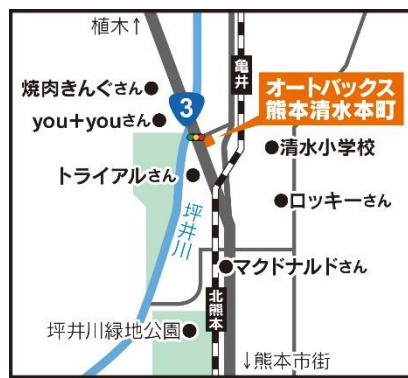 植木↑
亀井
焼肉きんぐさん
オートバックス
熊本清水本町
3
you+youさん
清水小学校
トライアルさん
ロッキーさん
坪井川
マクドナルドさん
北熊本
坪井川緑地公園
↓熊本市街